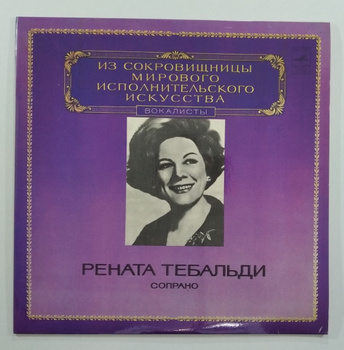 ИЗ СОКРОВИЩНИЦЫ
МИРОВОГО
ИСПОЛНИТЕЛЬСКОГО
ИСКУССТВА
ВОКАЛИСТЫ
РЕНАТА ТЕБАЛЬДИ
СОПРАНО